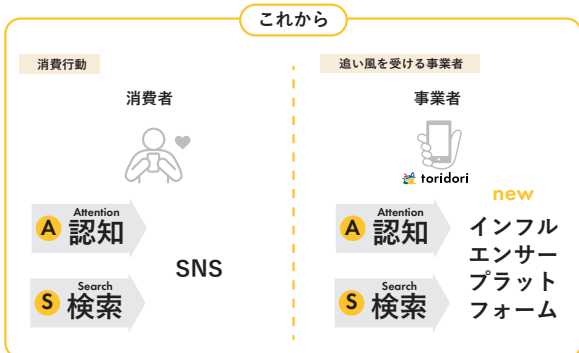 これから
消費行動
消費者
Attention
A 認知
Search
S 検索
SNS
追い風を受ける事業者
事業者
toridori
Attention
A 認知
Search
S 検索
new
インフル
エンサー
プラット
フォーム